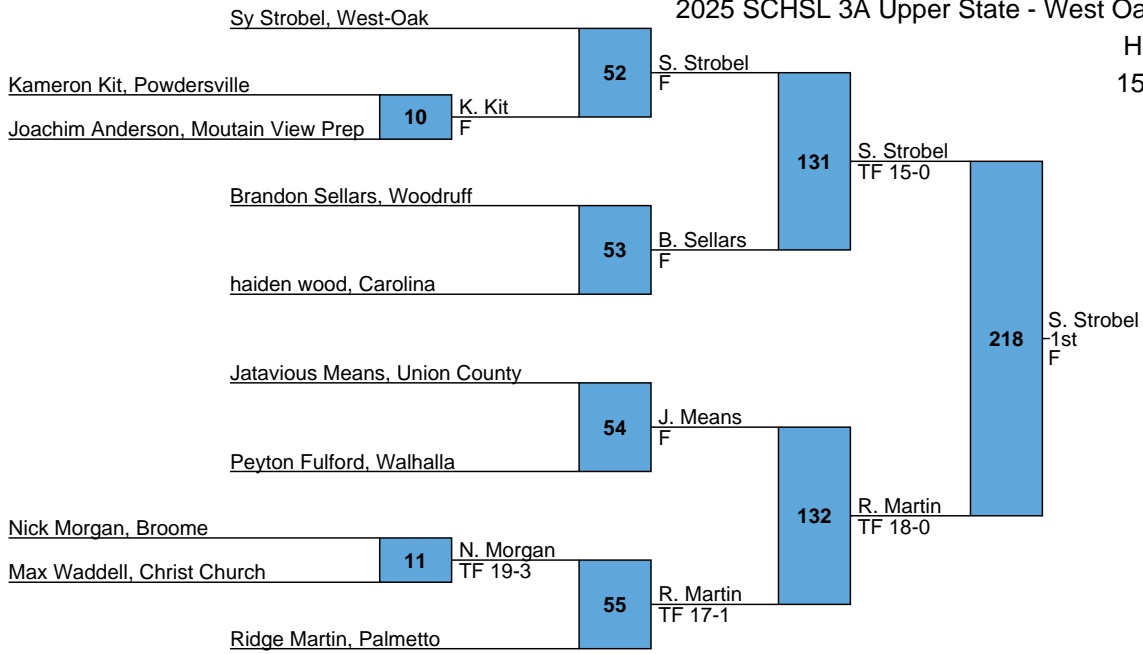 2025 SCHSL 3A Upper State - West Oa
H
15
Sy Strobel, West-Oak
52
S. Strobel
F
Kameron Kit, Powdersville
10
K. Kit
F
Joachim Anderson, Moutain View Prep
131
S. Strobel
TF 15-0
Brandon Sellars, Woodruff
53
B. Sellars
F
haiden wood, Carolina
218
S. Strobel
1st
F
Jatavious Means, Union County
54
J. Means
F
Peyton Fulford, Walhalla
132
R. Martin
TF 18-0
Nick Morgan, Broome
11
N. Morgan
TF 19-3
Max Waddell, Christ Church
55
R. Martin
TF 17-1
Ridge Martin, Palmetto